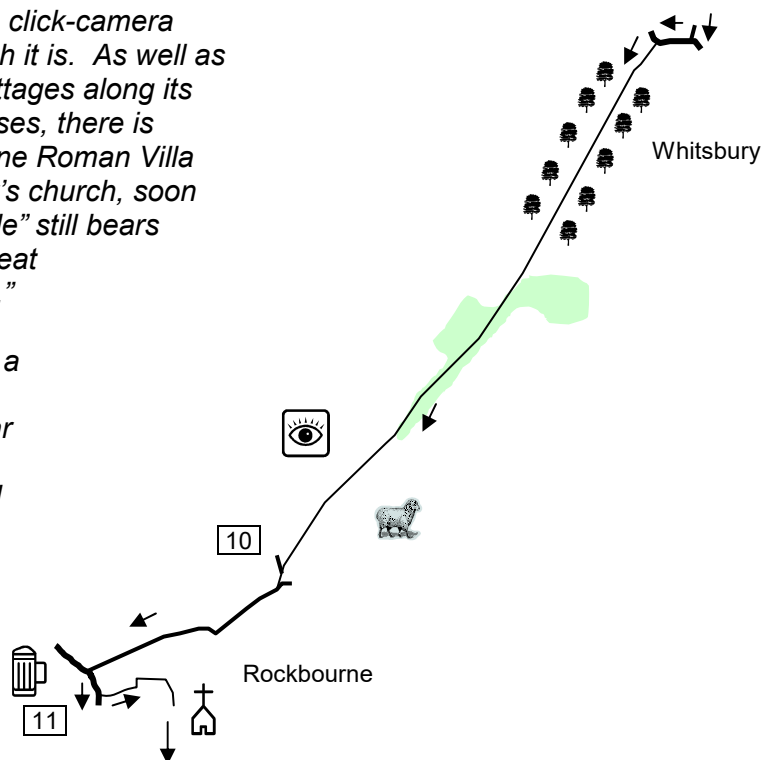 click-camera
h it is. As well as
ttages along its
ses, there is
ne Roman Villa
’s church, soon
le” still bears
eat
.”
a
ar
Whitsbury
10
Rockbourne
11